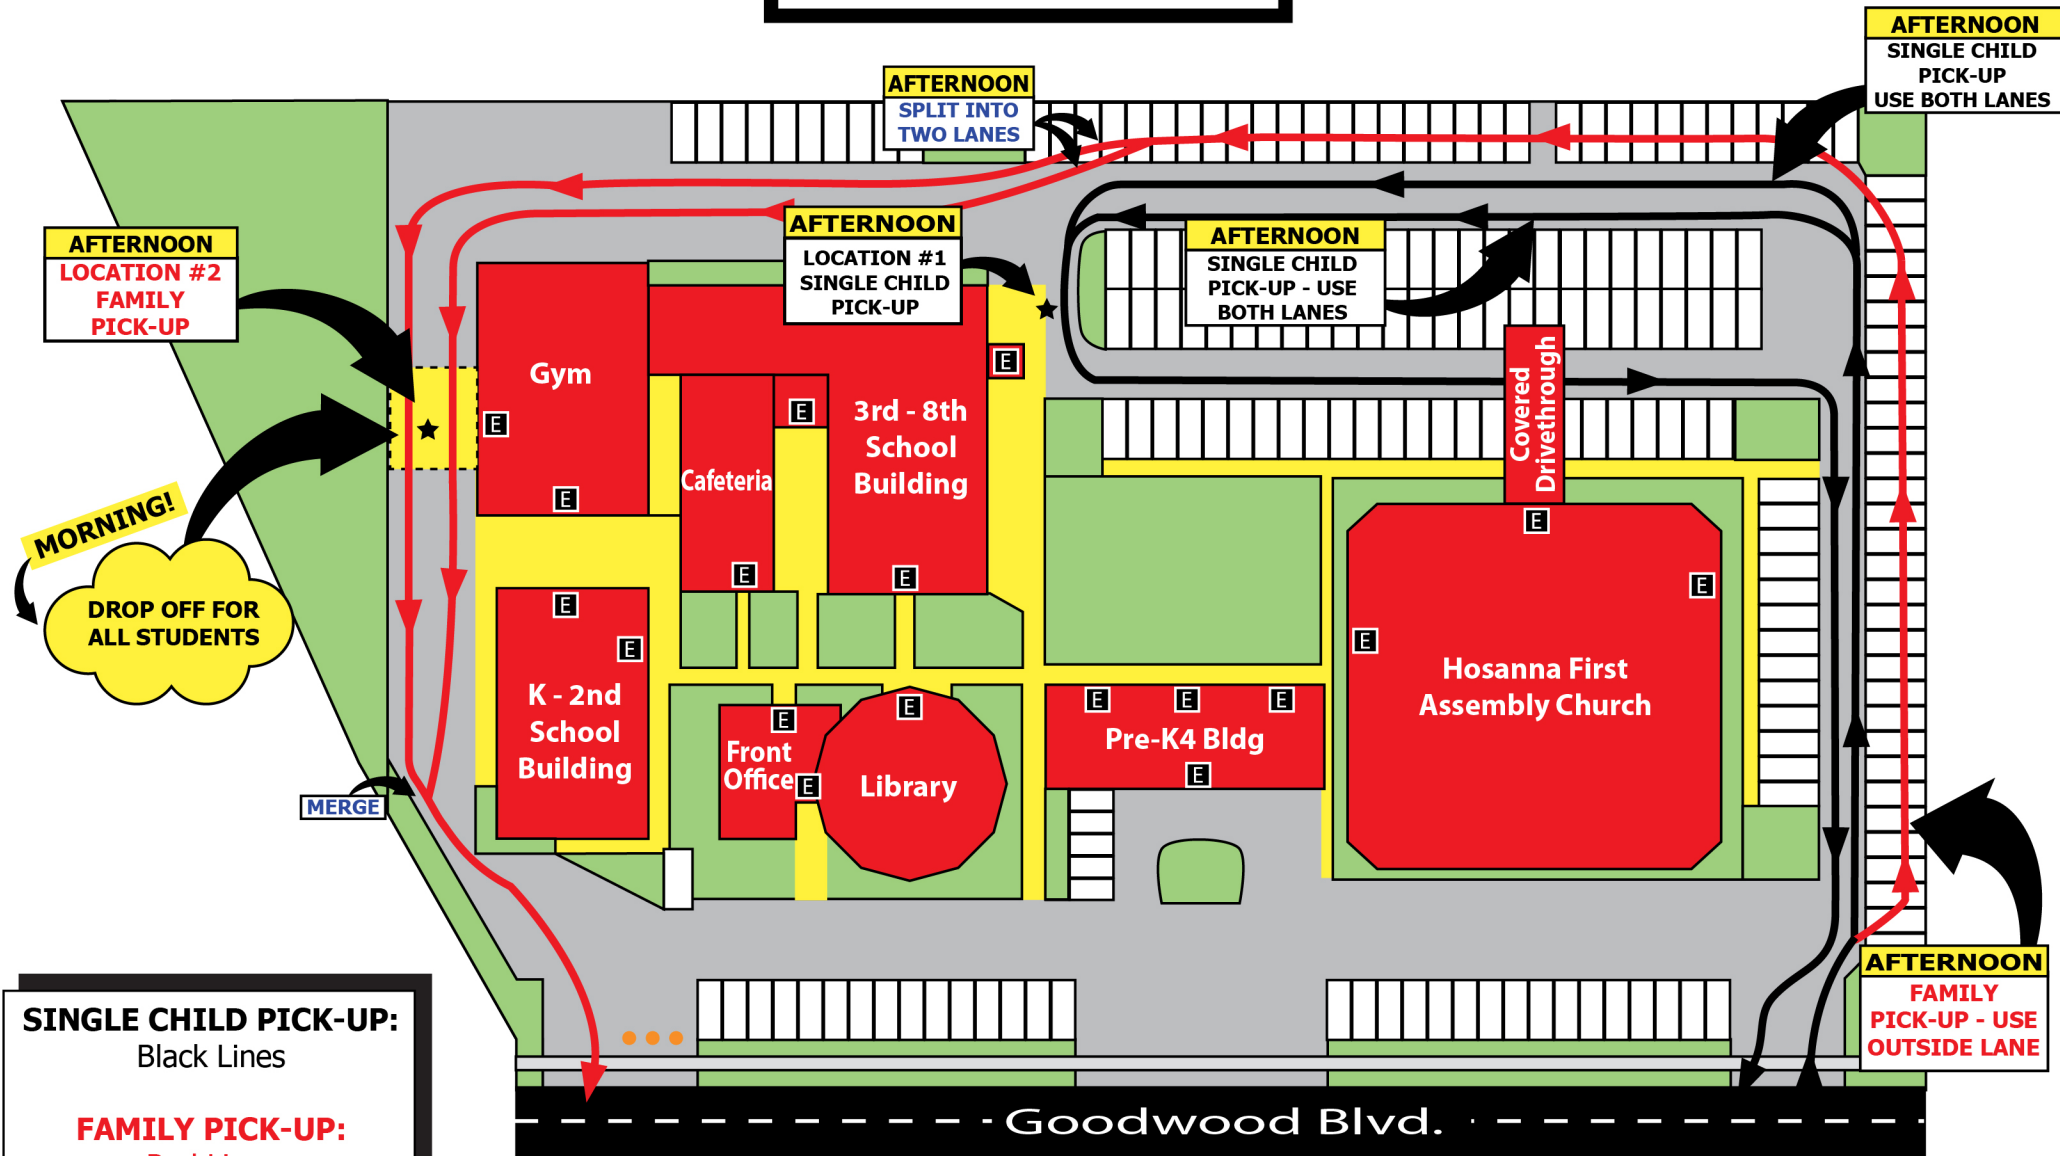 AFTERNOON
SINGLE CHILD
PICK-UP
USE BOTH LANES
AFTERNOON
SPLIT INTO
TWO LANES
AFTERNOON
LOCATION #2
FAMILY
PICK-UP
AFTERNOON
LOCATION #1
SINGLE CHILD
PICK-UP
AFTERNOON
SINGLE CHILD
PICK-UP - USE
BOTH LANES
E
Gym
E
E
E
3rd - 8th
School
Building
Cafeteria
E
E
Covered
Drivethrough
E
E
E
Hosanna First
Assembly Church
MORNING!
DROP OFF FOR
ALL STUDENTS
E
E
K - 2nd
School
Building
E
Front
Office
E
E
Library
E
E
E
Pre-K4 Bldg
E
MERGE
AFTERNOON
FAMILY
PICK-UP - USE
OUTSIDE LANE
SINGLE CHILD PICK-UP:
Black Lines
FAMILY PICK-UP:
Goodwood Blvd.